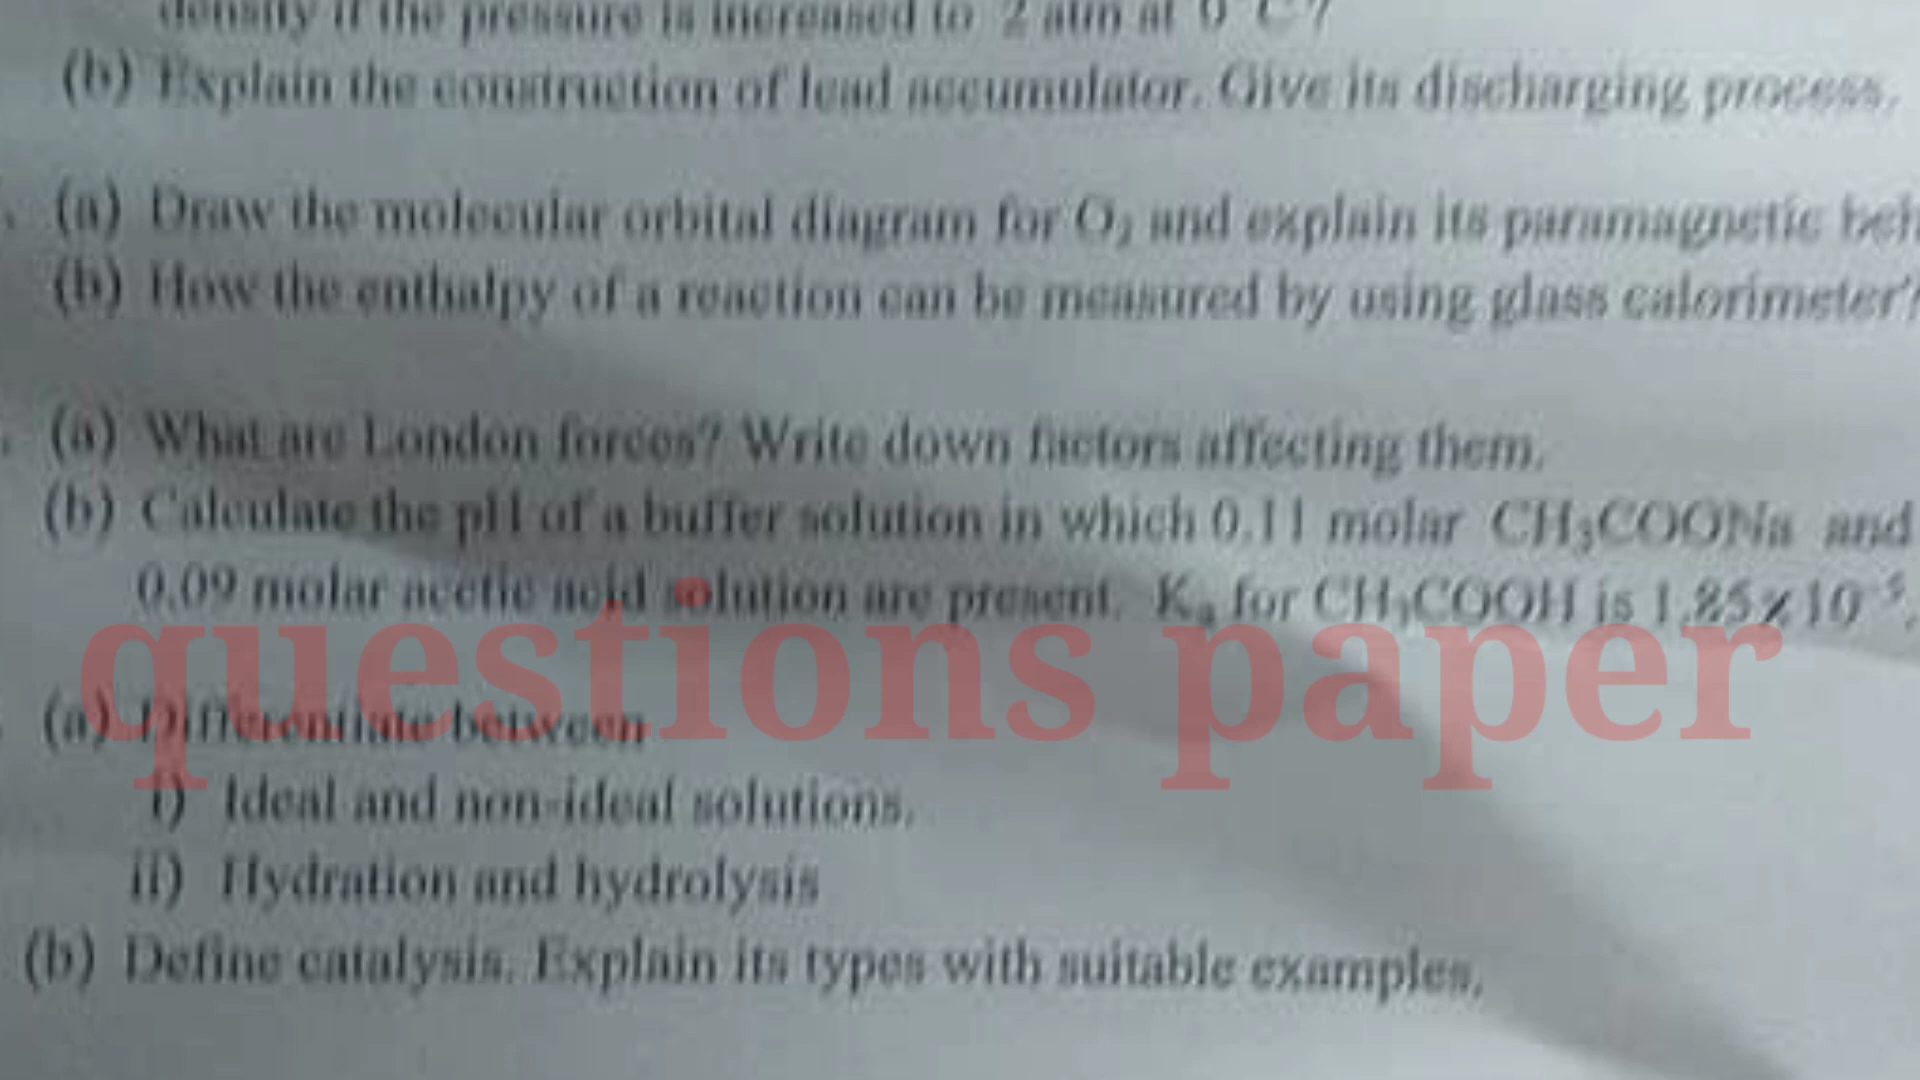 density if the pressure is increased to 2 atm at 0°C?
(b) Explain the construction of lead accumulator. Give its discharging process.
(a) Draw the molecular orbital diagram for O₂ and explain its paramagnetic beh
(b) How the enthalpy of a reaction can be measured by using glass calorimeter?
(a) What are London forces? Write down factors affecting them.
(b) Calculate the pH of a buffer solution in which 0.11 molar CH₃COONa and
0.09 molar acetic acid solution are present. Kₐ for CH₃COOH is 1.85×10⁻⁵.
questions paper
(a) Differentiate between
i) Ideal and non-ideal solutions.
ii) Hydration and hydrolysis
(b) Define catalysis. Explain its types with suitable examples.